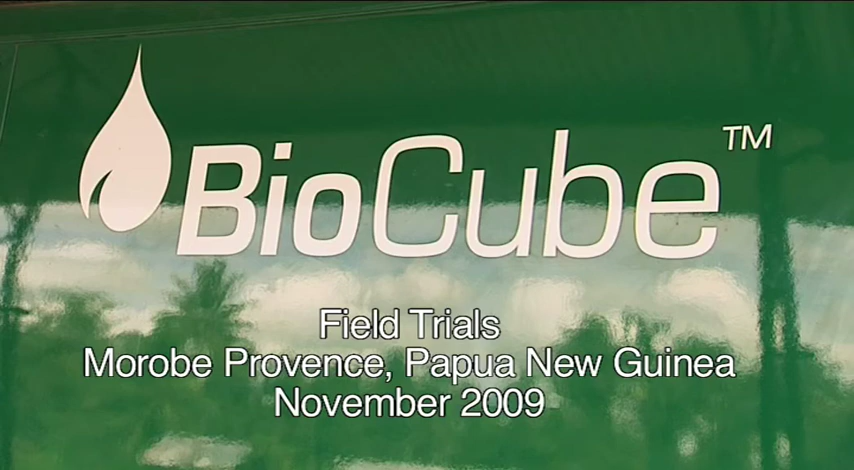 BioCube™
Field Trials
Morobe Provence, Papua New Guinea
November 2009